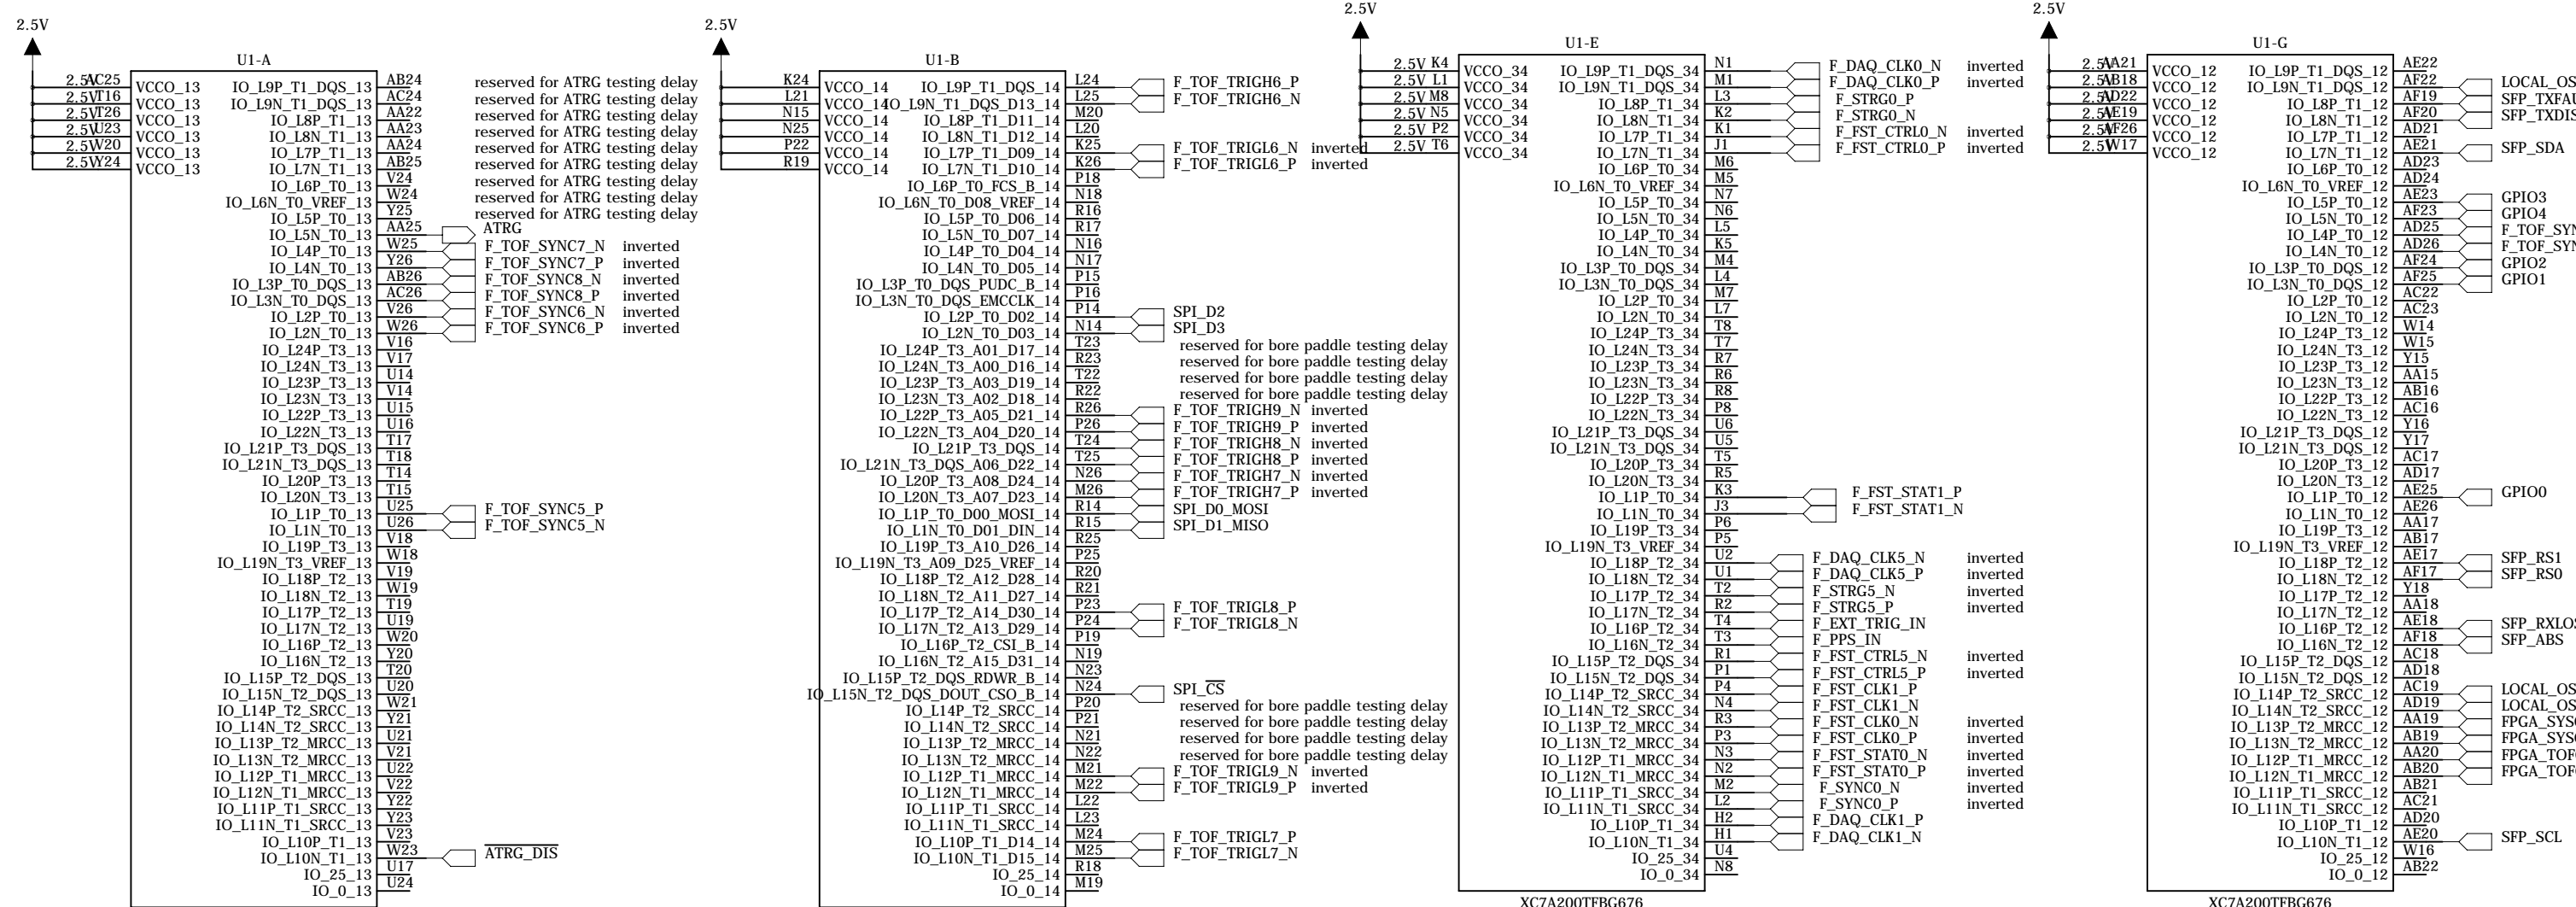 2.5V
U1-A
2.5V AC25 VCCO_13
2.5V T16 VCCO_13
2.5V T26 VCCO_13
2.5V U23 VCCO_13
2.5V V20 VCCO_13
2.5V Y24 VCCO_13
IO_L9P_T1_DQS_13 AB24 reserved for ATRG testing delay
IO_L9N_T1_DQS_13 AC24 reserved for ATRG testing delay
IO_L8P_T1_13 AA22 reserved for ATRG testing delay
IO_L8N_T1_13 AA23 reserved for ATRG testing delay
IO_L7P_T1_13 AA24 reserved for ATRG testing delay
IO_L7N_T1_13 AB25 reserved for ATRG testing delay
IO_L6P_T0_13 V24 reserved for ATRG testing delay
IO_L6N_T0_VREF_13 W24 reserved for ATRG testing delay
IO_L5P_T0_13 Y25 reserved for ATRG testing delay
IO_L5N_T0_13 AA25 ATRG
IO_L4P_T0_13 W25 F_TOF_SYNC7_N inverted
IO_L4N_T0_13 Y26 F_TOF_SYNC7_P inverted
IO_L3P_T0_DQS_13 AB26 F_TOF_SYNC8_N inverted
IO_L3N_T0_DQS_13 AC26 F_TOF_SYNC8_P inverted
IO_L2P_T0_13 V26 F_TOF_SYNC6_N inverted
IO_L2N_T0_13 W26 F_TOF_SYNC6_P inverted
IO_L24P_T3_13 V16
IO_L24N_T3_13 V17
IO_L23P_T3_13 U14
IO_L23N_T3_13 V14
IO_L22P_T3_13 U15
IO_L22N_T3_13 U16
IO_L21P_T3_DQS_13 T17
IO_L21N_T3_DQS_13 T18
IO_L20P_T3_13 T14
IO_L20N_T3_13 T15
IO_L1P_T0_13 U25 F_TOF_SYNC5_P
IO_L1N_T0_13 U26 F_TOF_SYNC5_N
IO_L19P_T3_13 V18
IO_L19N_T3_VREF_13 W18
IO_L18P_T2_13 V19
IO_L18N_T2_13 W19
IO_L17P_T2_13 T19
IO_L17N_T2_13 U19
IO_L16P_T2_13 W20
IO_L16N_T2_13 Y20
IO_L15P_T2_DQS_13 T20
IO_L15N_T2_DQS_13 U20
IO_L14P_T2_SRCC_13 W21
IO_L14N_T2_SRCC_13 Y21
IO_L13P_T2_MRCC_13 U21
IO_L13N_T2_MRCC_13 V21
IO_L12P_T1_MRCC_13 U22
IO_L12N_T1_MRCC_13 V22
IO_L11P_T1_SRCC_13 Y22
IO_L11N_T1_SRCC_13 Y23
IO_L10P_T1_13 V23
IO_L10N_T1_13 W23 ATRG_DIS
IO_25_13 U17
IO_0_13 U24
2.5V
U1-B
K24 VCCO_14
L21 VCCO_14
N15 VCCO_14
N25 VCCO_14
P22 VCCO_14
R19 VCCO_14
IO_L9P_T1_DQS_14 L24 F_TOF_TRIGH6_P
IO_L9N_T1_DQS_D13_14 L25 F_TOF_TRIGH6_N
IO_L8P_T1_D11_14 M20
IO_L8N_T1_D12_14 L20
IO_L7P_T1_D09_14 K25 F_TOF_TRIGL6_N inverted
IO_L7N_T1_D10_14 K26 F_TOF_TRIGL6_P inverted
IO_L6P_T0_FCS_B_14 P18
IO_L6N_T0_D08_VREF_14 N18
IO_L5P_T0_D06_14 R16
IO_L5N_T0_D07_14 R17
IO_L4P_T0_D04_14 N16
IO_L4N_T0_D05_14 N17
IO_L3P_T0_DQS_PUDC_B_14 P15
IO_L3N_T0_DQS_EMCCLK_14 P16
IO_L2P_T0_D02_14 P14 SPI_D2
IO_L2N_T0_D03_14 N14 SPI_D3
IO_L24P_T3_A01_D17_14 T23 reserved for bore paddle testing delay
IO_L24N_T3_A00_D16_14 R23 reserved for bore paddle testing delay
IO_L23P_T3_A03_D19_14 T22 reserved for bore paddle testing delay
IO_L23N_T3_A02_D18_14 R22 reserved for bore paddle testing delay
IO_L22P_T3_A05_D21_14 R26 F_TOF_TRIGH9_N inverted
IO_L22N_T3_A04_D20_14 P26 F_TOF_TRIGH9_P inverted
IO_L21P_T3_DQS_14 T24 F_TOF_TRIGH8_N inverted
IO_L21N_T3_DQS_A06_D22_14 T25 F_TOF_TRIGH8_P inverted
IO_L20P_T3_A08_D24_14 N26 F_TOF_TRIGH7_N inverted
IO_L20N_T3_A07_D23_14 M26 F_TOF_TRIGH7_P inverted
IO_L1P_T0_D00_MOSI_14 R14 SPI_D0_MOSI
IO_L1N_T0_D01_DIN_14 R15 SPI_D1_MISO
IO_L19P_T3_A10_D26_14 R25
IO_L19N_T3_A09_D25_VREF_14 P25
IO_L18P_T2_A12_D28_14 R20
IO_L18N_T2_A11_D27_14 R21
IO_L17P_T2_A14_D30_14 P23 F_TOF_TRIGL8_P
IO_L17N_T2_A13_D29_14 P24 F_TOF_TRIGL8_N
IO_L16P_T2_CSI_B_14 P19
IO_L16N_T2_A15_D31_14 N19
IO_L15P_T2_DQS_RDWR_B_14 N23
IO_L15N_T2_DQS_DOUT_CSO_B_14 N24 SPI_CS
IO_L14P_T2_SRCC_14 P20 reserved for bore paddle testing delay
IO_L14N_T2_SRCC_14 P21 reserved for bore paddle testing delay
IO_L13P_T2_MRCC_14 N21 reserved for bore paddle testing delay
IO_L13N_T2_MRCC_14 N22 reserved for bore paddle testing delay
IO_L12P_T1_MRCC_14 M21 F_TOF_TRIGL9_N inverted
IO_L12N_T1_MRCC_14 M22 F_TOF_TRIGL9_P inverted
IO_L11P_T1_SRCC_14 L22
IO_L11N_T1_SRCC_14 L23
IO_L10P_T1_D14_14 M24 F_TOF_TRIGL7_P
IO_L10N_T1_D15_14 M25 F_TOF_TRIGL7_N
IO_25_14 R18
IO_0_14 M19
2.5V
U1-E
2.5V K4 VCCO_34
2.5V L1 VCCO_34
2.5V M8 VCCO_34
2.5V N5 VCCO_34
2.5V P2 VCCO_34
2.5V T6 VCCO_34
IO_L9P_T1_DQS_34 N1 F_DAQ_CLK0_N inverted
IO_L9N_T1_DQS_34 M1 F_DAQ_CLK0_P inverted
IO_L8P_T1_34 L3 F_STRG0_P
IO_L8N_T1_34 K2 F_STRG0_N
IO_L7P_T1_34 K1 F_FST_CTRL0_N inverted
IO_L7N_T1_34 J1 F_FST_CTRL0_P inverted
IO_L6P_T0_34 M6
IO_L6N_T0_VREF_34 M5
IO_L5P_T0_34 N7
IO_L5N_T0_34 N6
IO_L4P_T0_34 L5
IO_L4N_T0_34 K5
IO_L3P_T0_DQS_34 M4
IO_L3N_T0_DQS_34 L4
IO_L2P_T0_34 M7
IO_L2N_T0_34 L7
IO_L24P_T3_34 T8
IO_L24N_T3_34 T7
IO_L23P_T3_34 R7
IO_L23N_T3_34 R6
IO_L22P_T3_34 R8
IO_L22N_T3_34 P8
IO_L21P_T3_DQS_34 U6
IO_L21N_T3_DQS_34 U5
IO_L20P_T3_34 T5
IO_L20N_T3_34 R5
IO_L1P_T0_34 K3 F_FST_STAT1_P
IO_L1N_T0_34 J3 F_FST_STAT1_N
IO_L19P_T3_34 P6
IO_L19N_T3_VREF_34 P5
IO_L18P_T2_34 U2 F_DAQ_CLK5_N inverted
IO_L18N_T2_34 U1 F_DAQ_CLK5_P inverted
IO_L17P_T2_34 T2 F_STRG5_N inverted
IO_L17N_T2_34 R2 F_STRG5_P inverted
IO_L16P_T2_34 T4 F_EXT_TRIG_IN
IO_L16N_T2_34 T3 F_PPS_IN
IO_L15P_T2_DQS_34 R1 F_FST_CTRL5_N inverted
IO_L15N_T2_DQS_34 P1 F_FST_CTRL5_P inverted
IO_L14P_T2_SRCC_34 P4 F_FST_CLK1_P
IO_L14N_T2_SRCC_34 N4 F_FST_CLK1_N
IO_L13P_T2_MRCC_34 R3 F_FST_CLK0_N inverted
IO_L13N_T2_MRCC_34 P3 F_FST_CLK0_P inverted
IO_L12P_T1_MRCC_34 N3 F_FST_STAT0_N inverted
IO_L12N_T1_MRCC_34 N2 F_FST_STAT0_P inverted
IO_L11P_T1_SRCC_34 M2 F_SYNC0_N inverted
IO_L11N_T1_SRCC_34 L2 F_SYNC0_P inverted
IO_L10P_T1_34 H2 F_DAQ_CLK1_P
IO_L10N_T1_34 H1 F_DAQ_CLK1_N
IO_25_34 U4
IO_0_34 N8
XC7A200TFBG676
2.5V
U1-G
2.5V AA21 VCCO_12
2.5V AB18 VCCO_12
2.5V AD22 VCCO_12
2.5V AE19 VCCO_12
2.5V AF26 VCCO_12
2.5V W17 VCCO_12
IO_L9P_T1_DQS_12 AE22
IO_L9N_T1_DQS_12 AF22 LOCAL_OS
IO_L8P_T1_12 AF19 SFP_TXFAU
IO_L8N_T1_12 AF20 SFP_TXDIS
IO_L7P_T1_12 AD21
IO_L7N_T1_12 AE21 SFP_SDA
IO_L6P_T0_12 AD23
IO_L6N_T0_VREF_12 AD24
IO_L5P_T0_12 AE23 GPIO3
IO_L5N_T0_12 AF23 GPIO4
IO_L4P_T0_12 AD25 F_TOF_SYN
IO_L4N_T0_12 AD26 F_TOF_SYN
IO_L3P_T0_DQS_12 AF24 GPIO2
IO_L3N_T0_DQS_12 AF25 GPIO1
IO_L2P_T0_12 AC22
IO_L2N_T0_12 AC23
IO_L24P_T3_12 W14
IO_L24N_T3_12 W15
IO_L23P_T3_12 Y15
IO_L23N_T3_12 AA15
IO_L22P_T3_12 AB16
IO_L22N_T3_12 AC16
IO_L21P_T3_DQS_12 Y16
IO_L21N_T3_DQS_12 Y17
IO_L20P_T3_12 AC17
IO_L20N_T3_12 AD17
IO_L1P_T0_12 AE25 GPIO0
IO_L1N_T0_12 AE26
IO_L19P_T3_12 AA17
IO_L19N_T3_VREF_12 AB17
IO_L18P_T2_12 AE17 SFP_RS1
IO_L18N_T2_12 AF17 SFP_RS0
IO_L17P_T2_12 Y18
IO_L17N_T2_12 AA18
IO_L16P_T2_12 AE18 SFP_RXLOS
IO_L16N_T2_12 AF18 SFP_ABS
IO_L15P_T2_DQS_12 AC18
IO_L15N_T2_DQS_12 AD18
IO_L14P_T2_SRCC_12 AC19 LOCAL_OS
IO_L14N_T2_SRCC_12 AD19 LOCAL_OS
IO_L13P_T2_MRCC_12 AA19 FPGA_SYS
IO_L13N_T2_MRCC_12 AB19 FPGA_SYS
IO_L12P_T1_MRCC_12 AA20 FPGA_TOF
IO_L12N_T1_MRCC_12 AB20 FPGA_TOF
IO_L11P_T1_SRCC_12 AB21
IO_L11N_T1_SRCC_12 AC21
IO_L10P_T1_12 AD20
IO_L10N_T1_12 AE20 SFP_SCL
IO_25_12 W16
IO_0_12 AB22
XC7A200TFBG676